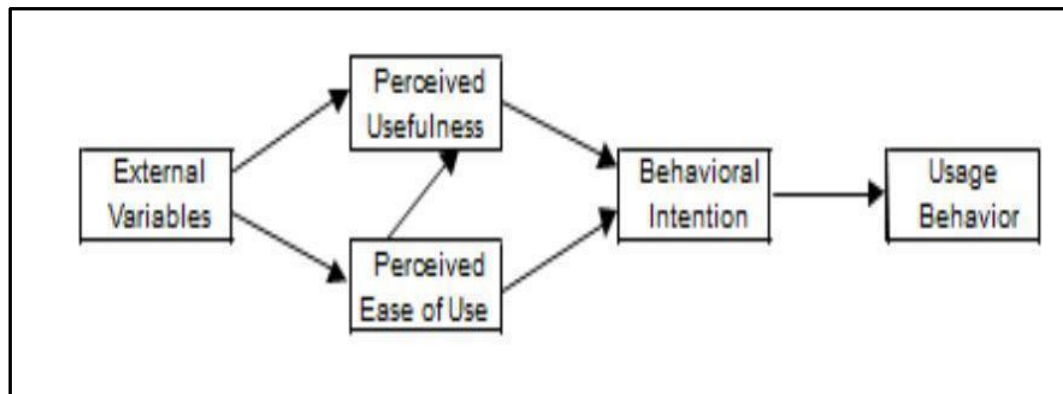 Perceived
Usefulness
External
Variables
Behavioral
Intention
Usage
Behavior
Perceived
Ease of Use